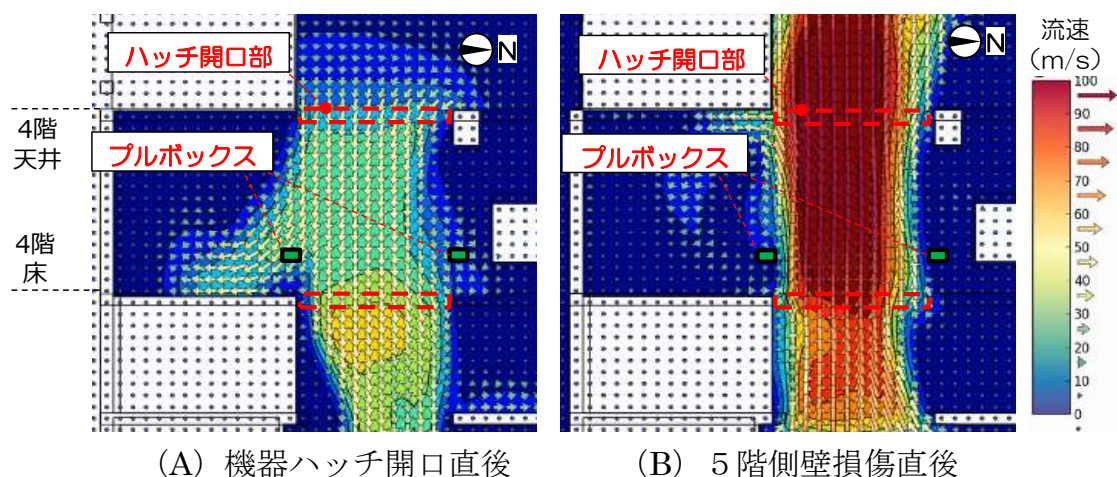 ハッチ開口部
N
プルボックス
4階
天井
4階
床
(A) 機器ハッチ開口直後
ハッチ開口部
N
プルボックス
(B) 5階側壁損傷直後
流速
(m/s)
100
90
80
70
60
50
40
30
20
10
0